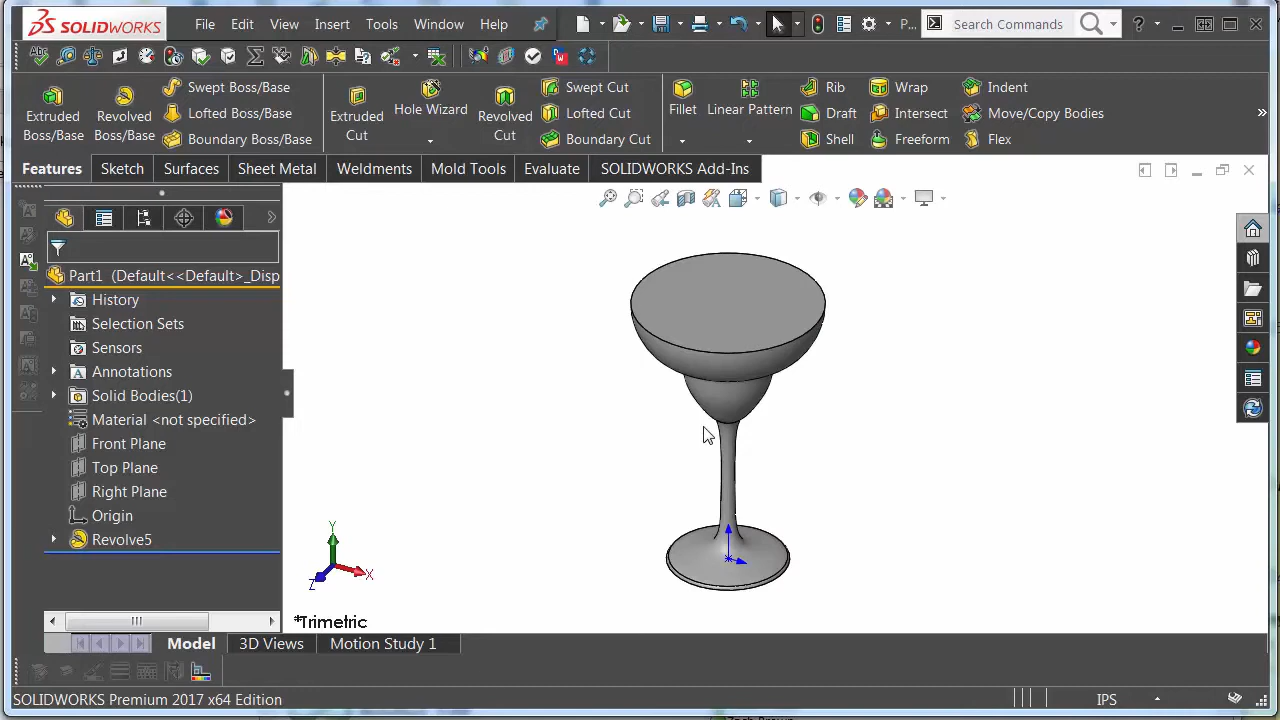 SOLIDWORKS File Edit View Insert Tools Window Help P... Search Commands ?
Extruded Boss/Base
Revolved Boss/Base
Swept Boss/Base
Lofted Boss/Base
Boundary Boss/Base
Extruded Cut
Hole Wizard
Revolved Cut
Swept Cut
Lofted Cut
Boundary Cut
Fillet
Linear Pattern
Rib
Draft
Shell
Wrap
Intersect
Freeform
Indent
Move/Copy Bodies
Flex
Features Sketch Surfaces Sheet Metal Weldments Mold Tools Evaluate SOLIDWORKS Add-Ins
Part1 (Default<<Default>_Disp
History
Selection Sets
Sensors
Annotations
Solid Bodies(1)
Material <not specified>
Front Plane
Top Plane
Right Plane
Origin
Revolve5
Y
X
Z
*Trimetric
Model 3D Views Motion Study 1
SOLIDWORKS Premium 2017 x64 Edition IPS